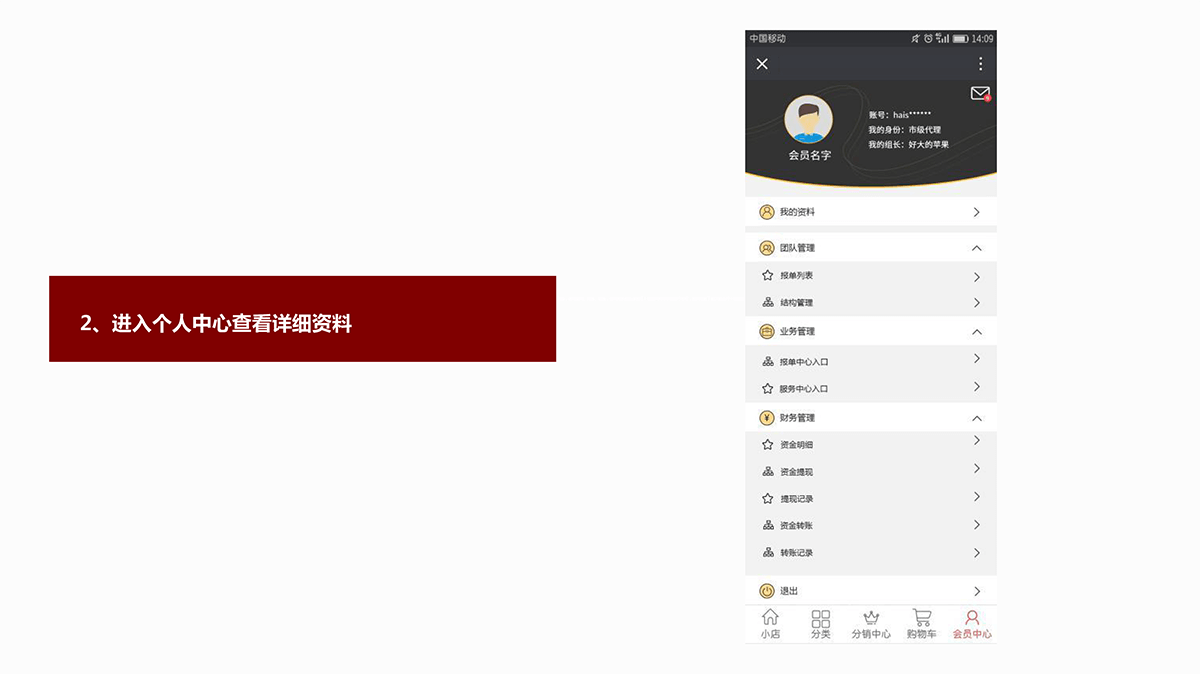 2、进入个人中心查看详细资料
中国移动 14:09
账号：hais******
我的身份：市级代理
我的组长：好大的苹果
会员名字
我的资料
团队管理
报单列表
结构管理
业务管理
报单中心入口
服务中心入口
财务管理
资金明细
资金提现
提现记录
资金转账
转账记录
退出
小店 分类 分销中心 购物车 会员中心